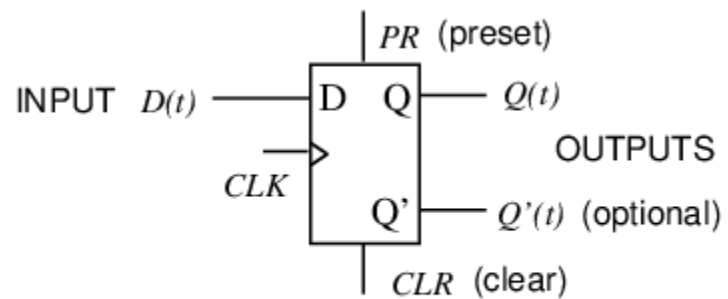 PR (preset)
INPUT D(t) D Q Q(t)
OUTPUTS
CLK
Q’ Q’(t) (optional)
CLR (clear)